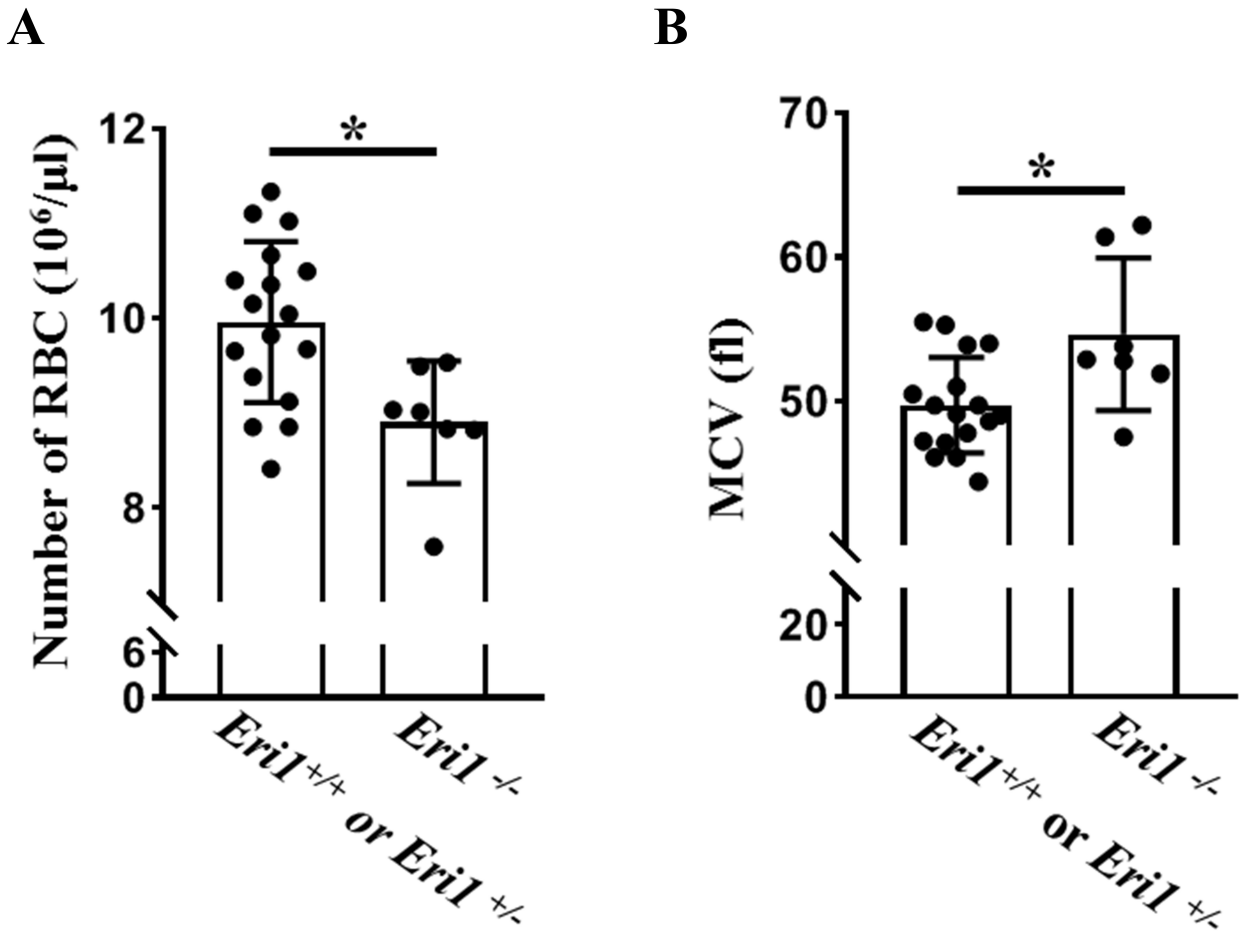 A
B
Number of RBC (10⁶/µl)
12
10
8
6
0
*
Eri1⁺/⁺ or Eri1⁺/⁻
Eri1⁻/⁻
MCV (fl)
70
60
50
20
0
*
Eri1⁺/⁺ or Eri1⁺/⁻
Eri1⁻/⁻